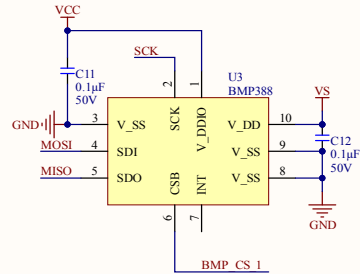 VCC
SCK
C11
0.1µF
50V
2
1
U3
BMP388
VS
GND
3
V_SS
SCK
V_DDIO
V_DD
10
MOSI
4
SDI
V_SS
9
C12
0.1µF
50V
MISO
5
SDO
CSB
INT
V_SS
8
6
7
GND
BMP_CS_1